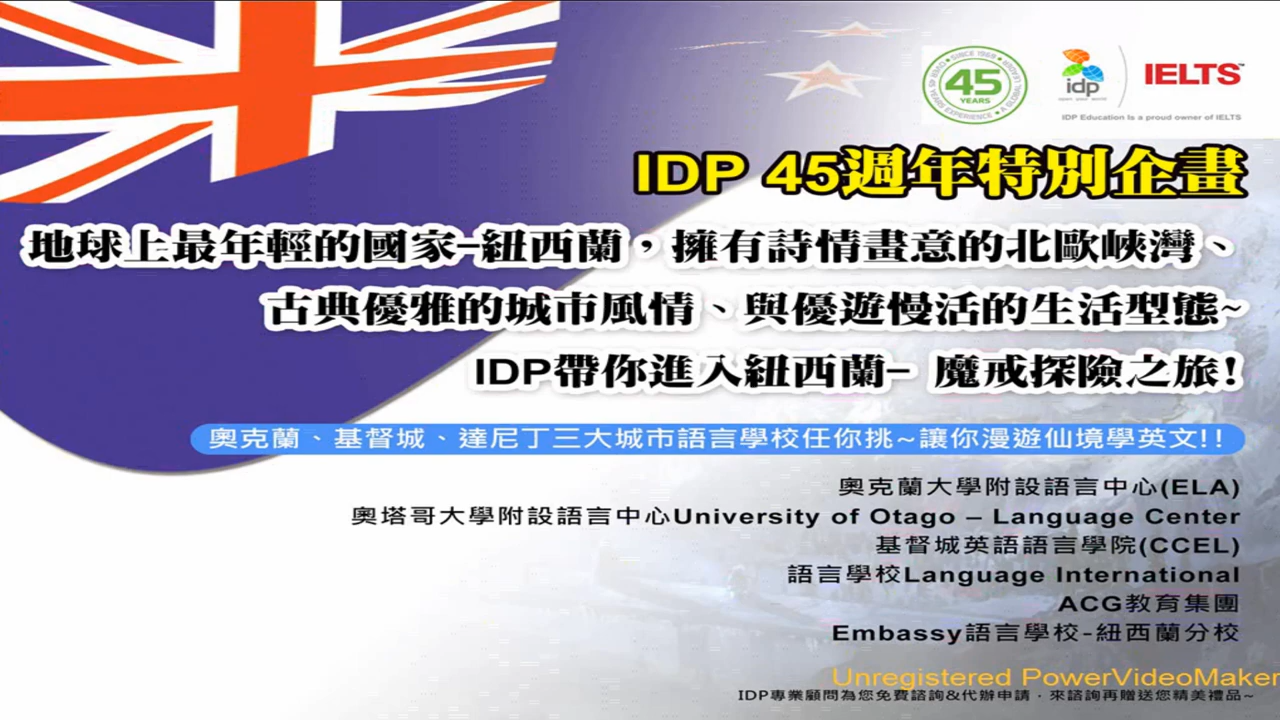 SINCE 1969
45
YEARS
OVER 45 YEARS EXPERIENCE
A GLOBAL LEADER
idp
IELTS™
IDP Education is a proud owner of IELTS
IDP 45週年特別企畫
地球上最年輕的國家-紐西蘭，擁有詩情畫意的北歐峽灣、
古典優雅的城市風情、與優遊慢活的生活型態~
IDP帶你進入紐西蘭- 魔戒探險之旅!
奧克蘭、基督城、達尼丁三大城市語言學校任你挑~讓你漫遊仙境學英文!!
奧克蘭大學附設語言中心(ELA)
奧塔哥大學附設語言中心University of Otago – Language Center
基督城英語語言學院(CCEL)
語言學校Language International
ACG教育集團
Embassy語言學校-紐西蘭分校
Unregistered PowerVideoMaker
IDP專業顧問為您免費諮詢&代辦申請，來諮詢再贈送您精美禮品~